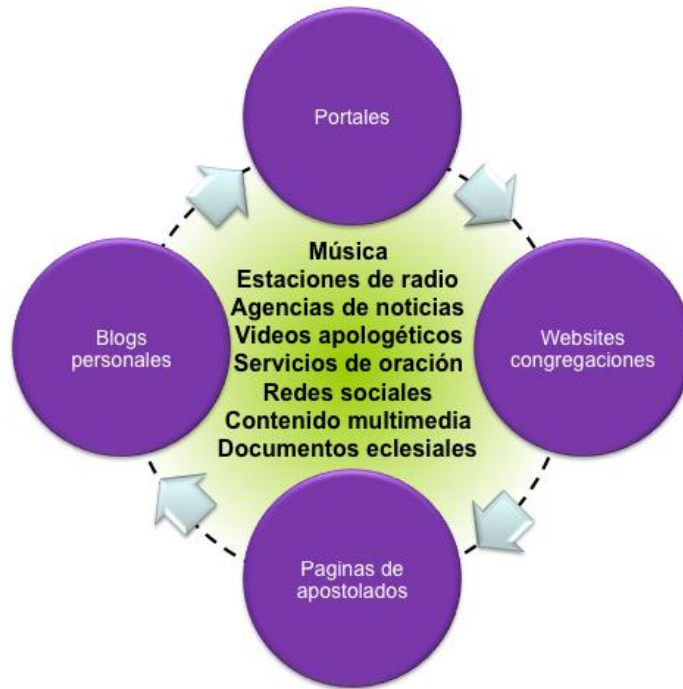 Portales
Música
Estaciones de radio
Agencias de noticias
Videos apologéticos
Servicios de oración
Redes sociales
Contenido multimedia
Documentos eclesiales
Blogs
personales
Websites
congregaciones
Paginas de
apostolados